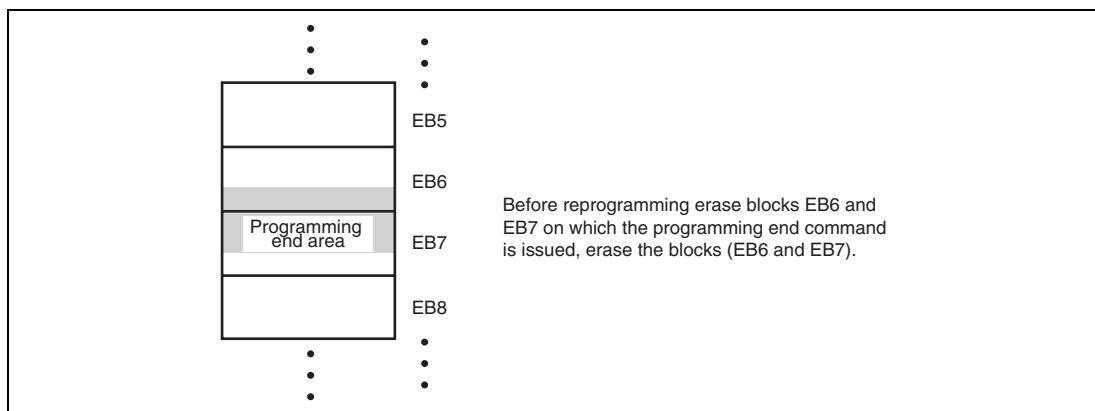 EB5
EB6
Programming
end area
EB7
EB8
Before reprogramming erase blocks EB6 and
EB7 on which the programming end command
is issued, erase the blocks (EB6 and EB7).